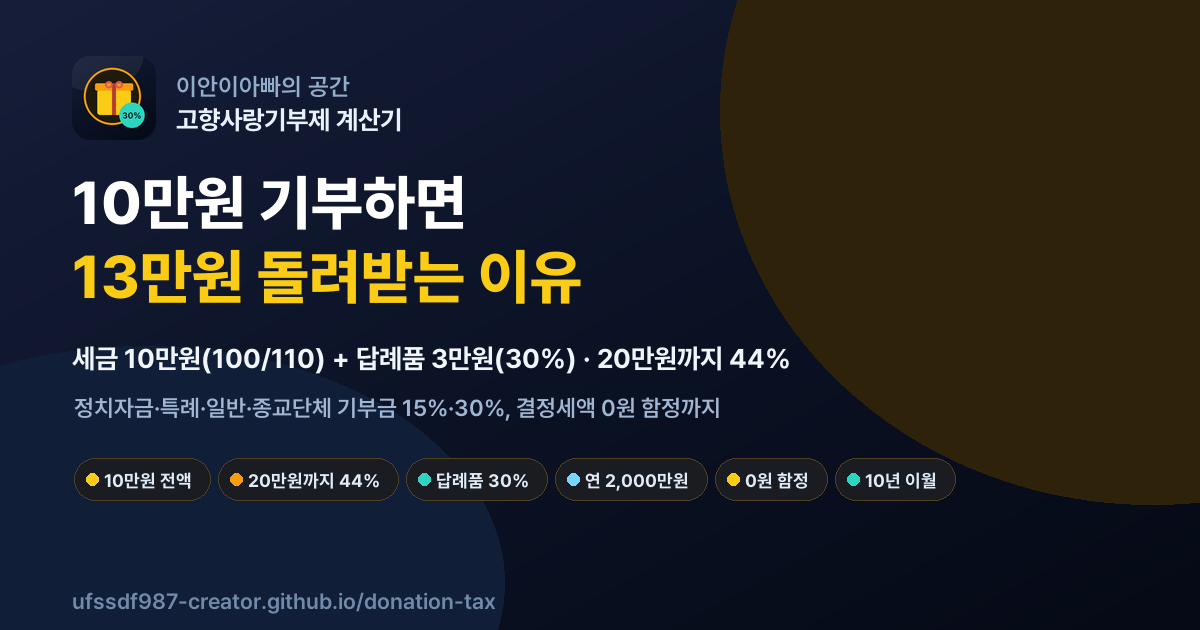 30%
이안이아빠의 공간
고향사랑기부제 계산기
10만원 기부하면
13만원 돌려받는 이유
세금 10만원(100/110) + 답례품 3만원(30%) · 20만원까지 44%
정치자금·특례·일반·종교단체 기부금 15%·30%, 결정세액 0원 함정까지
10만원 전액 20만원까지 44% 답례품 30% 연 2,000만원 0원 함정 10년 이월
ufssdf987-creator.github.io/donation-tax